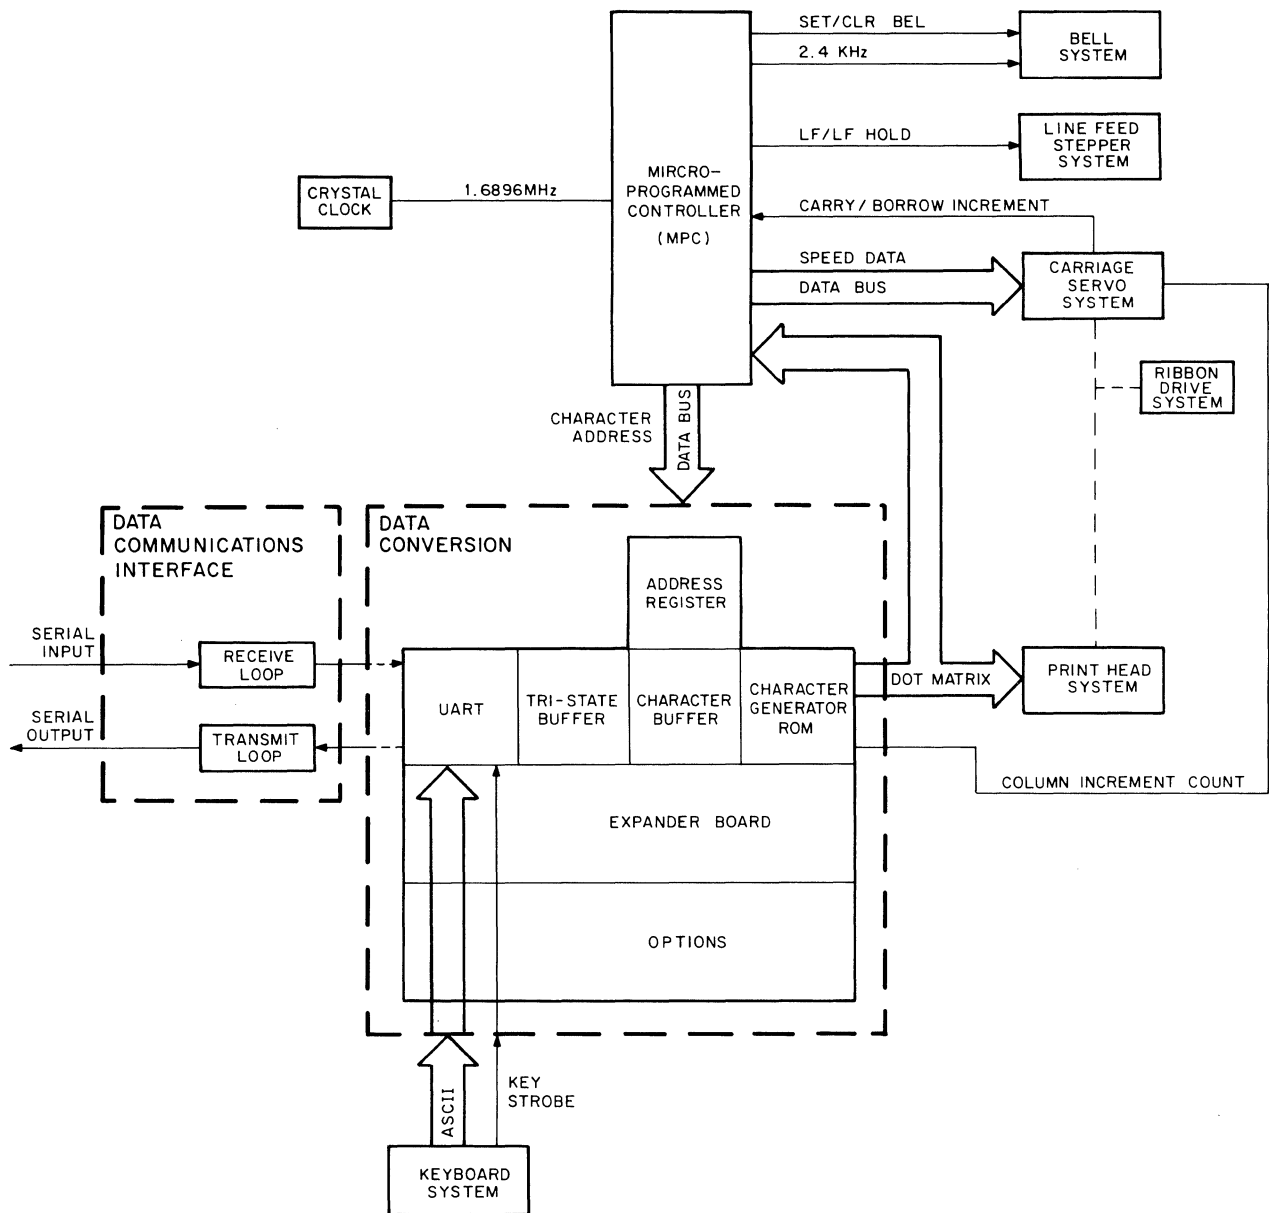 SET/CLR BEL
2.4 KHz
BELL
SYSTEM
LF/LF HOLD
LINE FEED
STEPPER
SYSTEM
CRYSTAL
CLOCK
1.6896MHz
MIRCRO-
PROGRAMMED
CONTROLLER
(MPC)
CARRY/BORROW INCREMENT
SPEED DATA
DATA BUS
CARRIAGE
SERVO
SYSTEM
RIBBON
DRIVE
SYSTEM
CHARACTER
ADDRESS
DATA BUS
DATA
COMMUNICATIONS
INTERFACE
DATA
CONVERSION
ADDRESS
REGISTER
SERIAL
INPUT
RECEIVE
LOOP
SERIAL
OUTPUT
TRANSMIT
LOOP
UART
TRI-STATE
BUFFER
CHARACTER
BUFFER
CHARACTER
GENERATOR
ROM
DOT MATRIX
PRINT HEAD
SYSTEM
COLUMN INCREMENT COUNT
EXPANDER BOARD
OPTIONS
ASCII
KEY
STROBE
KEYBOARD
SYSTEM